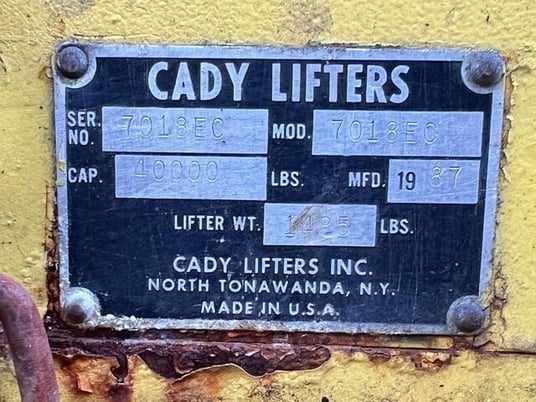 CADY LIFTERS
SER. NO. 7018EC MOD. 7018EC
CAP. 40000 LBS. MFD. 19 87
LIFTER WT. LBS.
CADY LIFTERS INC.
NORTH TONAWANDA, N.Y.
MADE IN U.S.A.